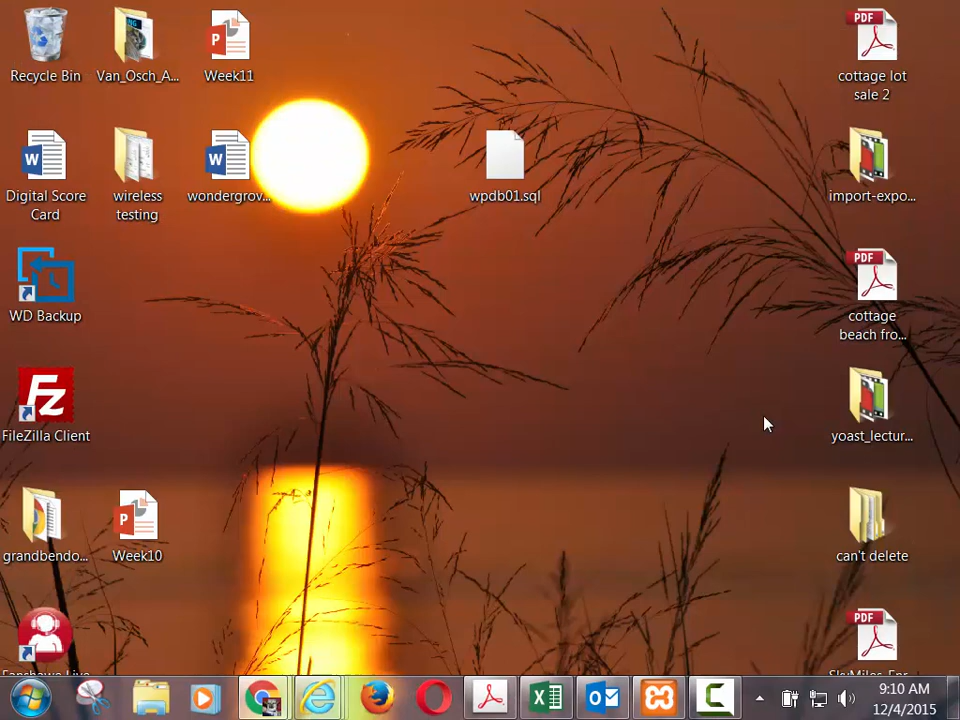 Recycle Bin
Van_Osch_A...
Week11
cottage lot
sale 2
Digital Score
Card
wireless
testing
wondergrov...
wpdb01.sql
import-expo...
WD Backup
cottage
beach fro...
FileZilla Client
yoast_lectur...
grandbendo...
Week10
can't delete
PDF
PDF
PDF
9:10 AM
12/4/2015